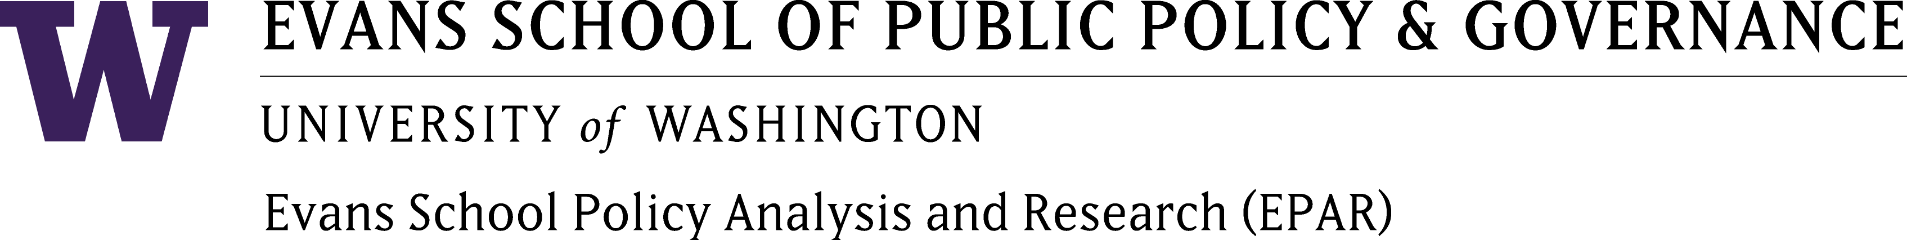 W
EVANS SCHOOL OF PUBLIC POLICY & GOVERNANCE
UNIVERSITY of WASHINGTON
Evans School Policy Analysis and Research (EPAR)